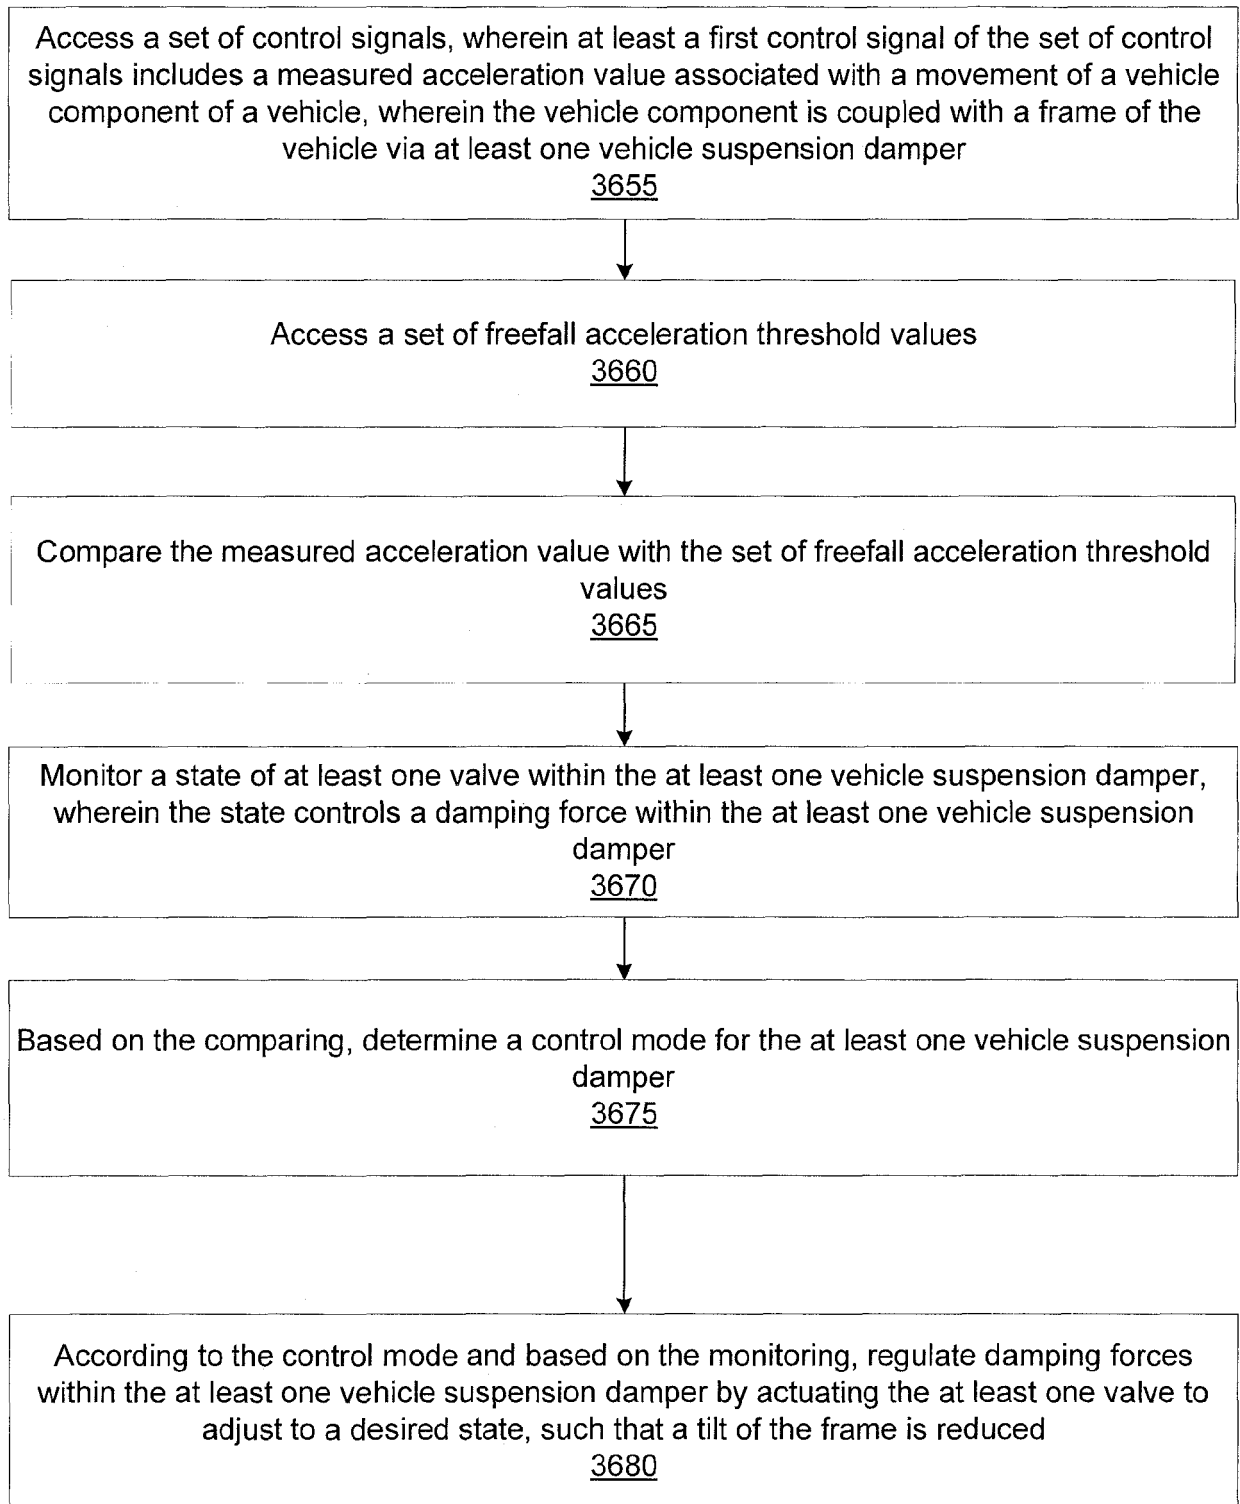 Access a set of control signals, wherein at least a first control signal of the set of control
signals includes a measured acceleration value associated with a movement of a vehicle
component of a vehicle, wherein the vehicle component is coupled with a frame of the
vehicle via at least one vehicle suspension damper
3655
Access a set of freefall acceleration threshold values
3660
Compare the measured acceleration value with the set of freefall acceleration threshold
values
3665
Monitor a state of at least one valve within the at least one vehicle suspension damper,
wherein the state controls a damping force within the at least one vehicle suspension
damper
3670
Based on the comparing, determine a control mode for the at least one vehicle suspension
damper
3675
According to the control mode and based on the monitoring, regulate damping forces
within the at least one vehicle suspension damper by actuating the at least one valve to
adjust to a desired state, such that a tilt of the frame is reduced
3680